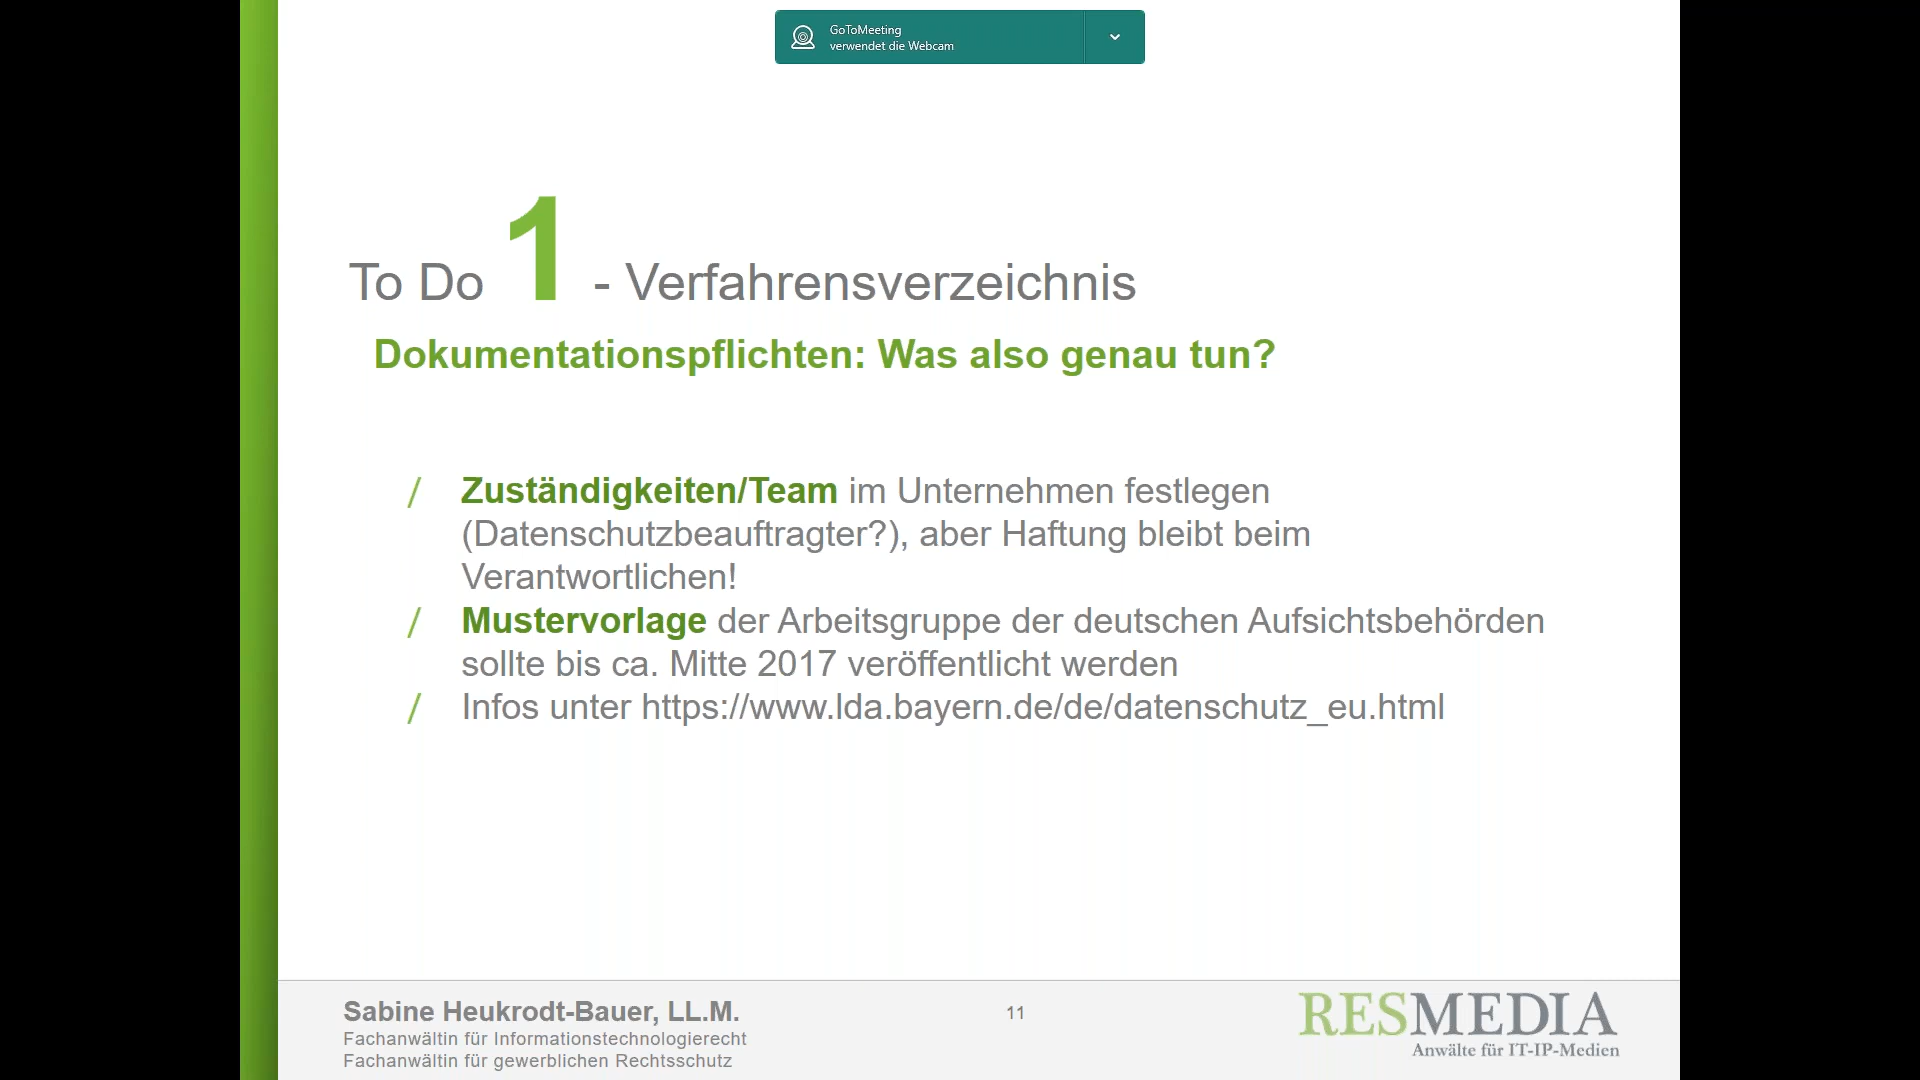 GoToMeeting
verwendet die Webcam
To Do 1 - Verfahrensverzeichnis
Dokumentationspflichten: Was also genau tun?
/ Zuständigkeiten/Team im Unternehmen festlegen
(Datenschutzbeauftragter?), aber Haftung bleibt beim
Verantwortlichen!
/ Mustervorlage der Arbeitsgruppe der deutschen Aufsichtsbehörden
sollte bis ca. Mitte 2017 veröffentlicht werden
/ Infos unter https://www.lda.bayern.de/de/datenschutz_eu.html
Sabine Heukrodt-Bauer, LL.M.
Fachanwältin für Informationstechnologierecht
Fachanwältin für gewerblichen Rechtsschutz
11
RESMEDIA
Anwälte für IT-IP-Medien